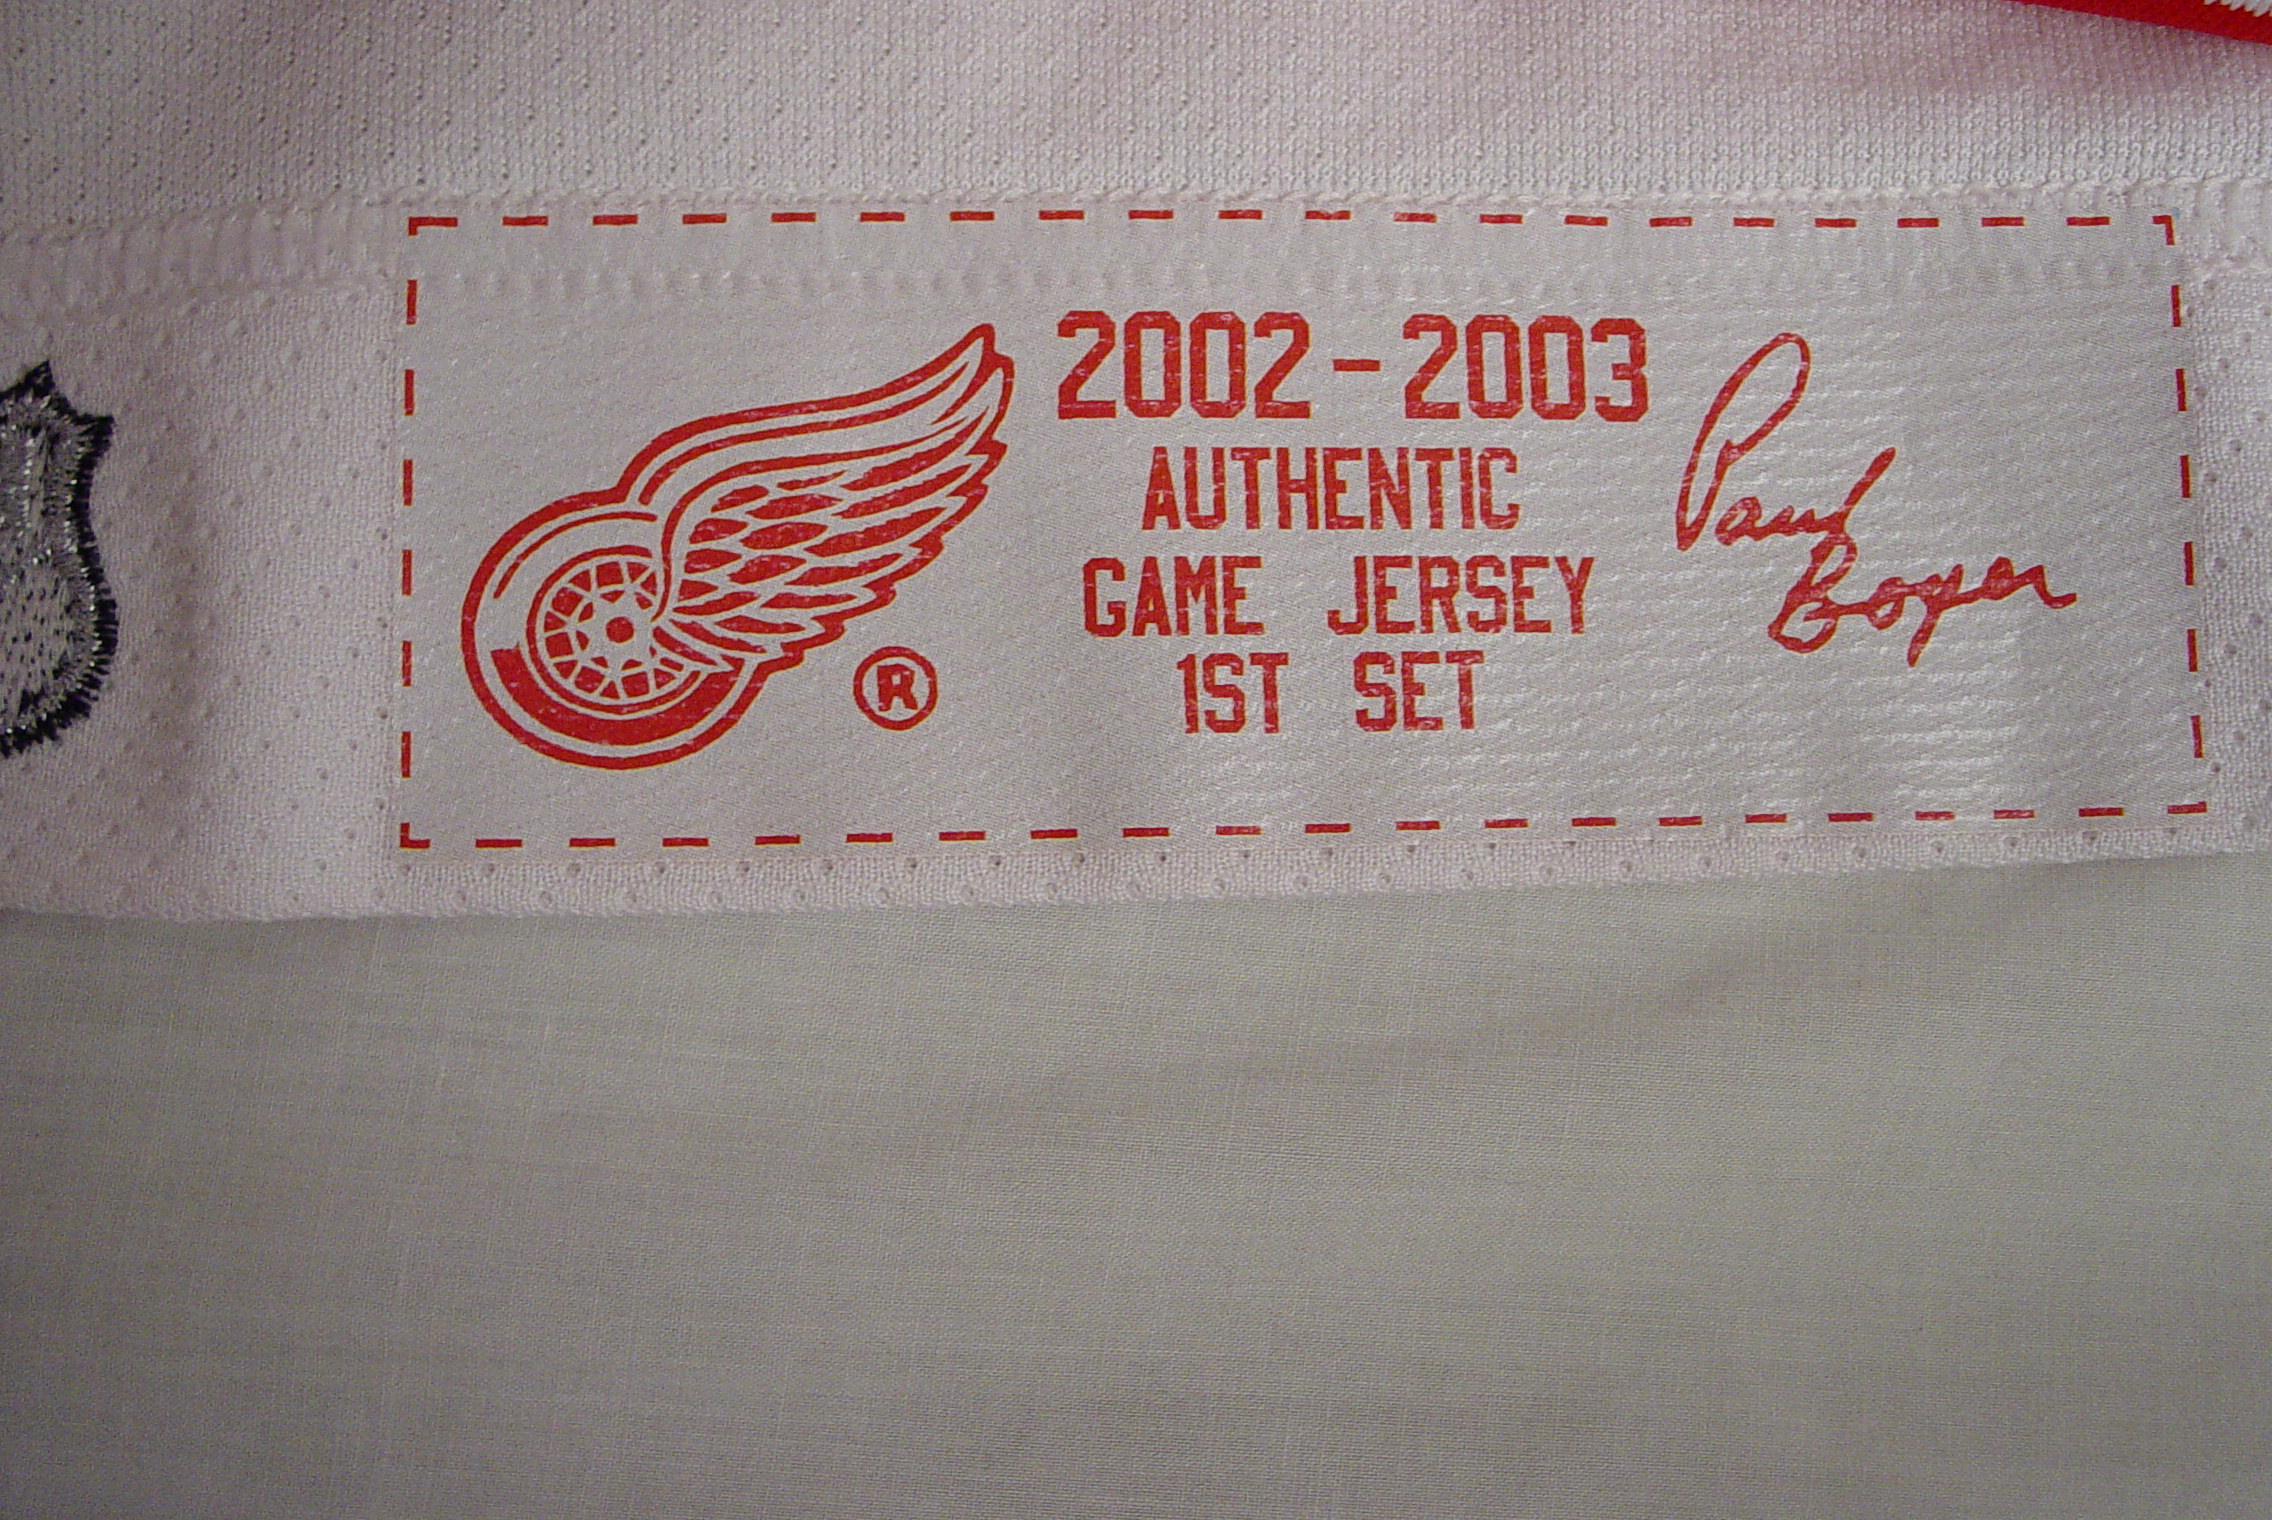 2002-2003
AUTHENTIC
GAME JERSEY
1ST SET
Paul
Boyer
®